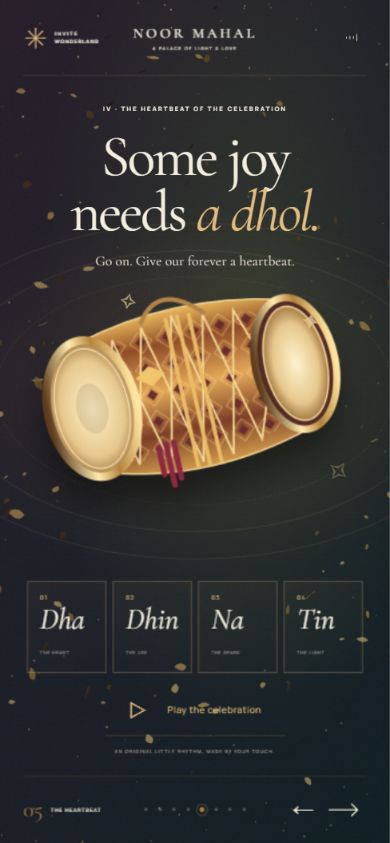 INVITE
WONDERLAND
NOOR MAHAL
A PALACE OF LIGHT & LOVE
IV · THE HEARTBEAT OF THE CELEBRATION
Some joy
needs a dhol.
Go on. Give our forever a heartbeat.
01
Dha
THE HEART
02
Dhin
THE LIFE
03
Na
THE SPARK
04
Tin
THE LIGHT
Play the celebration
AN ORIGINAL LITTLE RHYTHM, MADE BY YOUR TOUCH.
05 THE HEARTBEAT